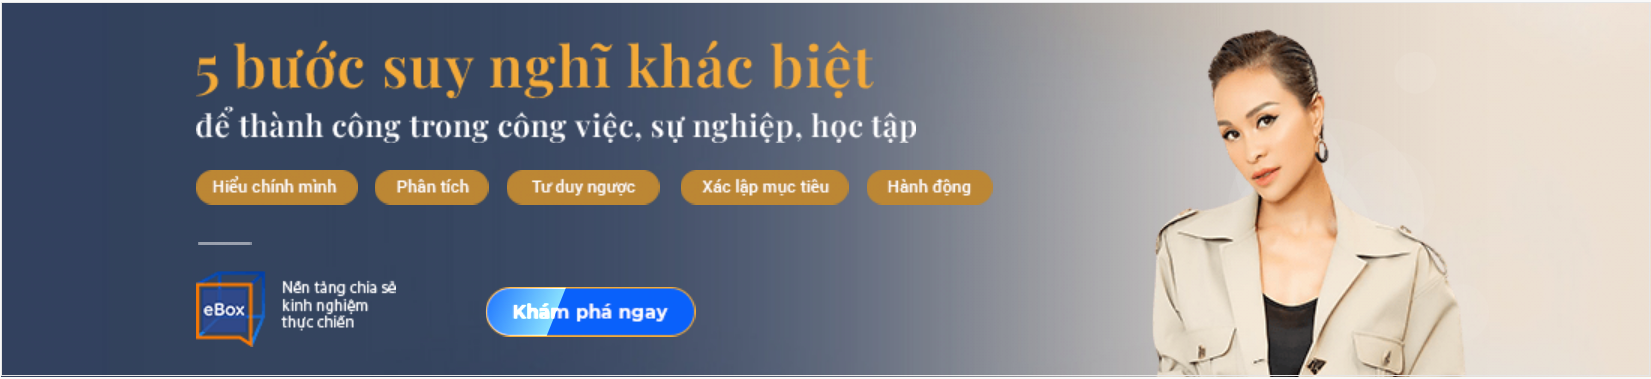 5 bước suy nghĩ khác biệt
để thành công trong công việc, sự nghiệp, học tập
Hiểu chính mình
Phân tích
Tư duy ngược
Xác lập mục tiêu
Hành động
eBox
Nền tảng chia sẻ
kinh nghiệm
thực chiến
Khám phá ngay